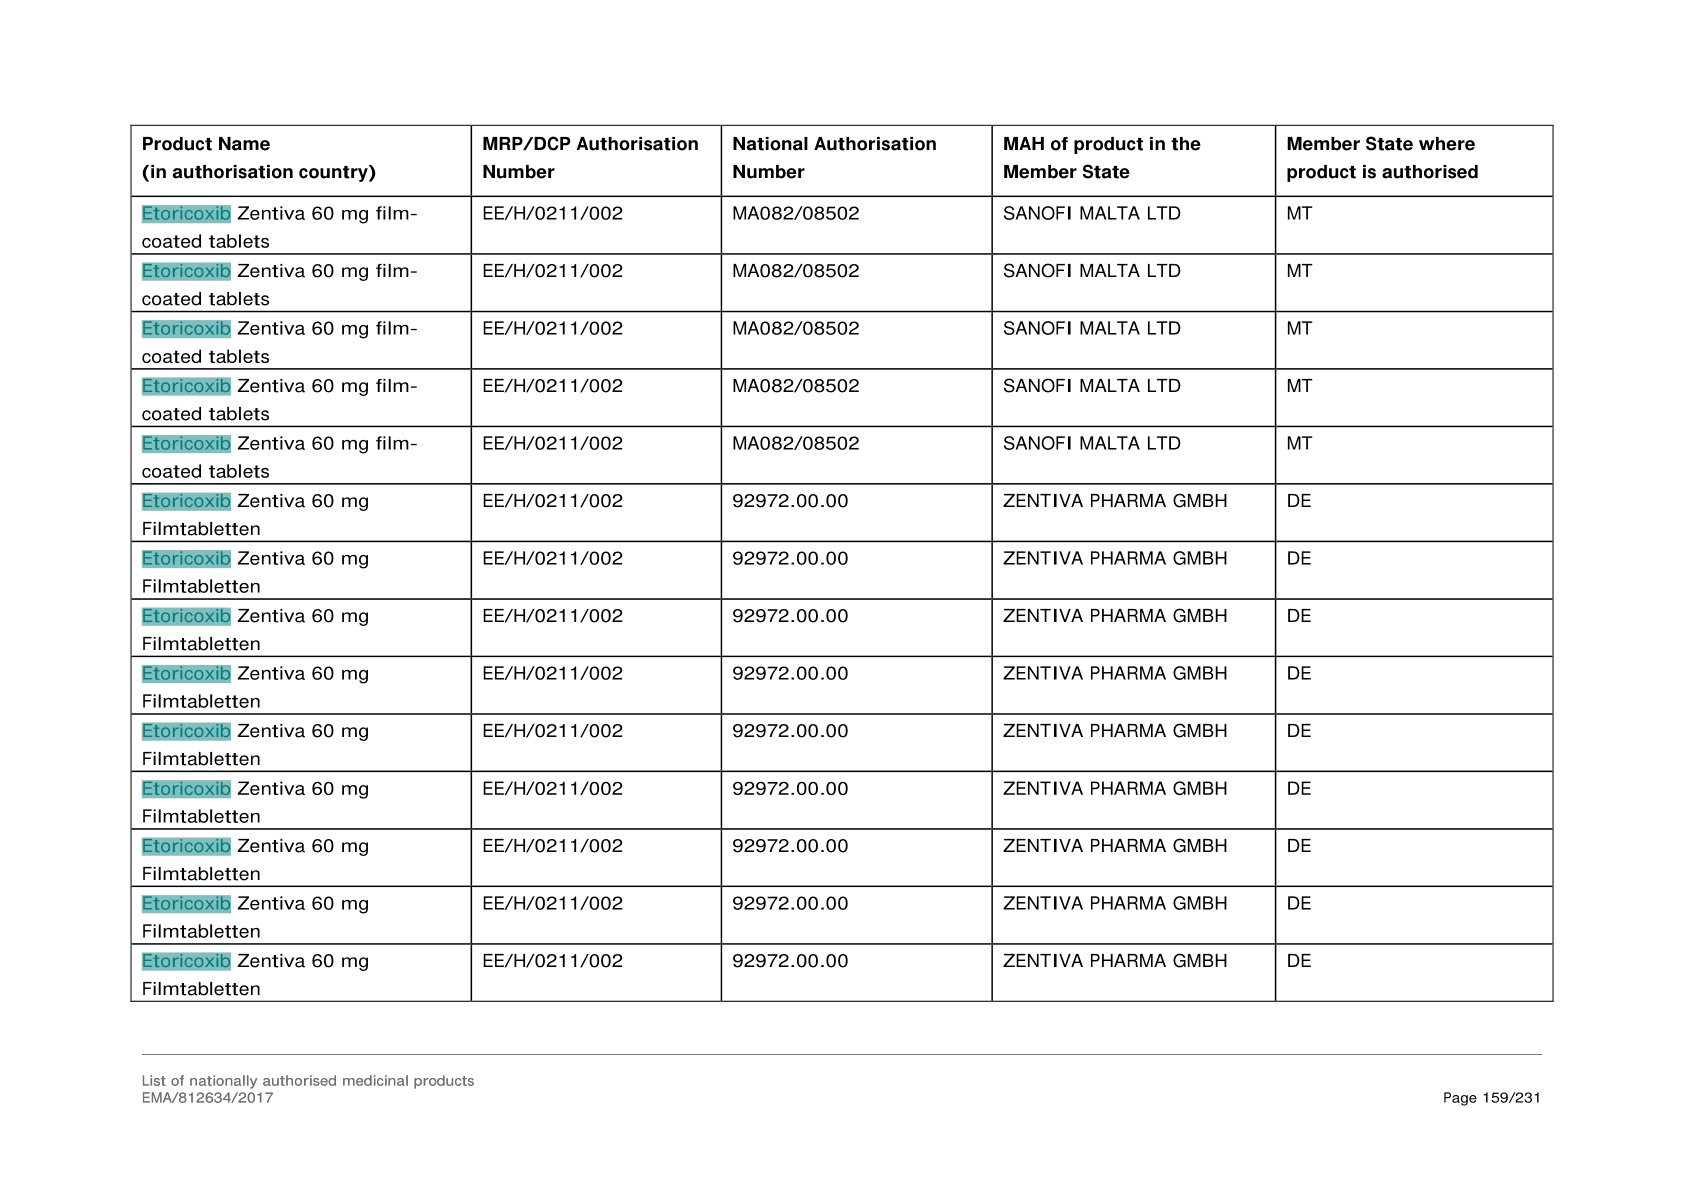 Product Name
(in authorisation country)
MRP/DCP Authorisation
Number
National Authorisation
Number
MAH of product in the
Member State
Member State where
product is authorised
Etoricoxib Zentiva 60 mg film-
coated tablets
EE/H/0211/002
MA082/08502
SANOFI MALTA LTD
MT
Etoricoxib Zentiva 60 mg film-
coated tablets
EE/H/0211/002
MA082/08502
SANOFI MALTA LTD
MT
Etoricoxib Zentiva 60 mg film-
coated tablets
EE/H/0211/002
MA082/08502
SANOFI MALTA LTD
MT
Etoricoxib Zentiva 60 mg film-
coated tablets
EE/H/0211/002
MA082/08502
SANOFI MALTA LTD
MT
Etoricoxib Zentiva 60 mg film-
coated tablets
EE/H/0211/002
MA082/08502
SANOFI MALTA LTD
MT
Etoricoxib Zentiva 60 mg
Filmtabletten
EE/H/0211/002
92972.00.00
ZENTIVA PHARMA GMBH
DE
Etoricoxib Zentiva 60 mg
Filmtabletten
EE/H/0211/002
92972.00.00
ZENTIVA PHARMA GMBH
DE
Etoricoxib Zentiva 60 mg
Filmtabletten
EE/H/0211/002
92972.00.00
ZENTIVA PHARMA GMBH
DE
Etoricoxib Zentiva 60 mg
Filmtabletten
EE/H/0211/002
92972.00.00
ZENTIVA PHARMA GMBH
DE
Etoricoxib Zentiva 60 mg
Filmtabletten
EE/H/0211/002
92972.00.00
ZENTIVA PHARMA GMBH
DE
Etoricoxib Zentiva 60 mg
Filmtabletten
EE/H/0211/002
92972.00.00
ZENTIVA PHARMA GMBH
DE
Etoricoxib Zentiva 60 mg
Filmtabletten
EE/H/0211/002
92972.00.00
ZENTIVA PHARMA GMBH
DE
Etoricoxib Zentiva 60 mg
Filmtabletten
EE/H/0211/002
92972.00.00
ZENTIVA PHARMA GMBH
DE
Etoricoxib Zentiva 60 mg
Filmtabletten
EE/H/0211/002
92972.00.00
ZENTIVA PHARMA GMBH
DE
List of nationally authorised medicinal products
EMA/812634/2017
Page 159/231